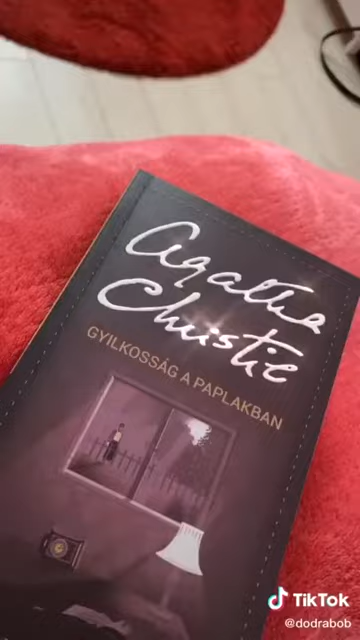 Agatha
Christie
GYILKOSSÁG A PAPLAKBAN
TikTok
@dodrabob